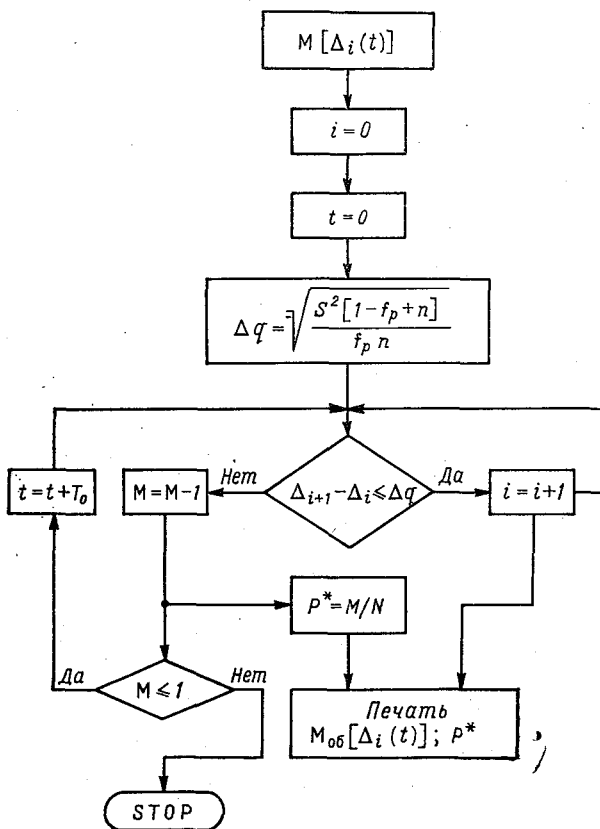 M [Δi (t)]
i = 0
t = 0
Δq = √ S² [1 - fp + n] / fp n
t = t + T₀
M = M - 1
Нет
Δi+1 - Δi ⩽ Δq
Да
i = i + 1
P* = M / N
Да
M ⩽ 1
Нет
Печать
Mоб [Δi (t)]; P*
STOP